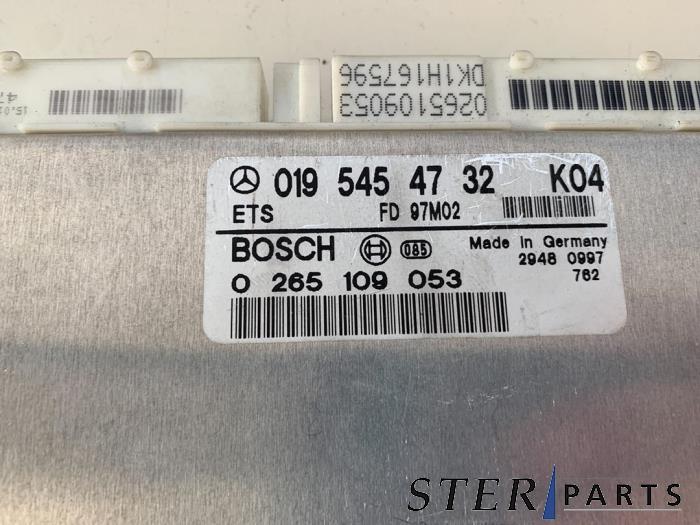 0265109053
DK1H167596
019 545 47 32 K04
ETS FD 97M02
BOSCH 085 Made in Germany
2948 0997
0 265 109 053 762
STER PARTS